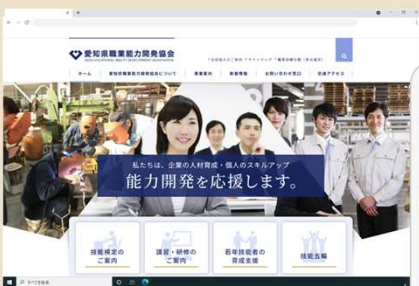 愛知県職業能力開発協会
AICHI VOCATIONAL ABILITY DEVELOPMENT ASSOCIATION
ホーム
愛知県職業能力開発協会について
事業案内
新着情報
お問い合わせ窓口
交通アクセス
私たちは、企業の人材育成・個人のスキルアップ
能力開発を応援します。
技能検定の
ご案内
講習・研修の
ご案内
若年技能者の
育成支援
技能五輪